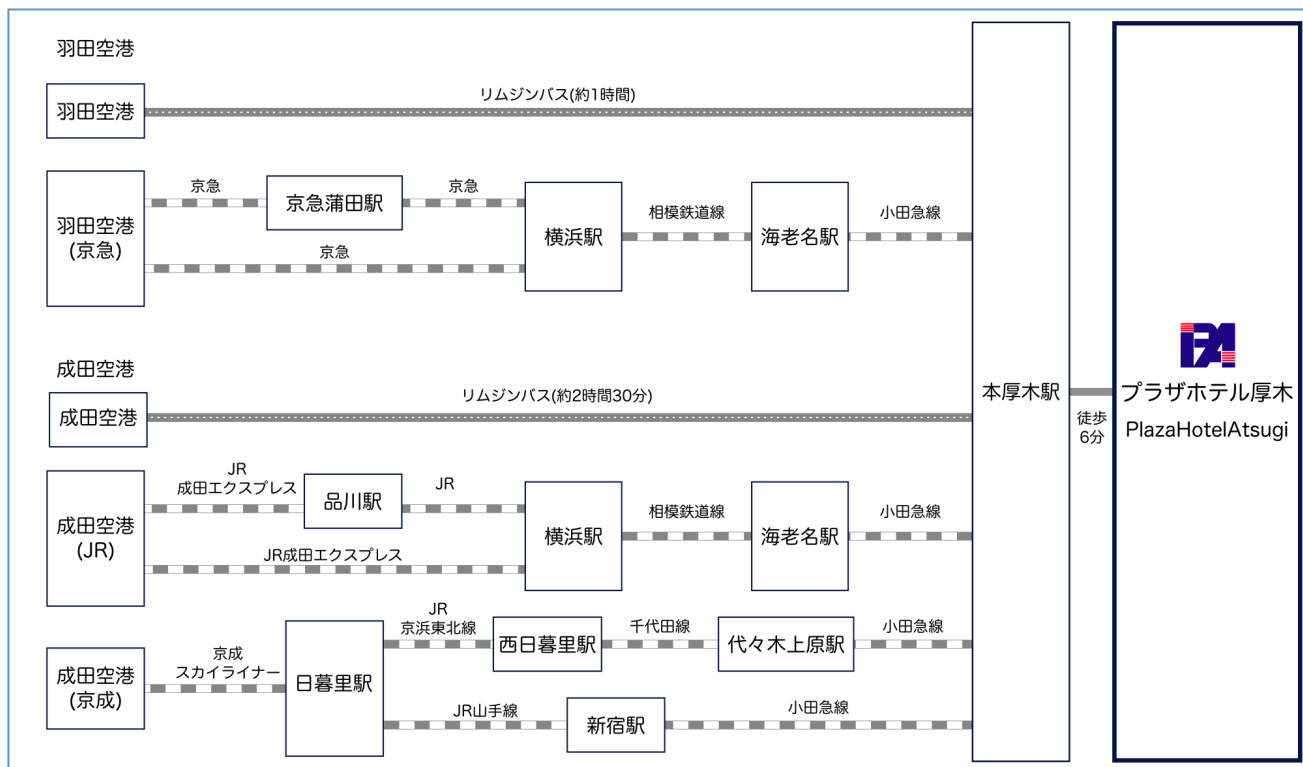 羽田空港
羽田空港
リムジンバス(約1時間)
羽田空港
(京急)
京急
京急蒲田駅
京急
京急
横浜駅
相模鉄道線
海老名駅
小田急線
成田空港
成田空港
リムジンバス(約2時間30分)
成田空港
(JR)
JR
成田エクスプレス
品川駅
JR
JR成田エクスプレス
横浜駅
相模鉄道線
海老名駅
小田急線
成田空港
(京成)
京成
スカイライナー
日暮里駅
JR
京浜東北線
西日暮里駅
千代田線
代々木上原駅
小田急線
JR山手線
新宿駅
小田急線
本厚木駅
徒歩
6分
プラザホテル厚木
PlazaHotelAtsugi